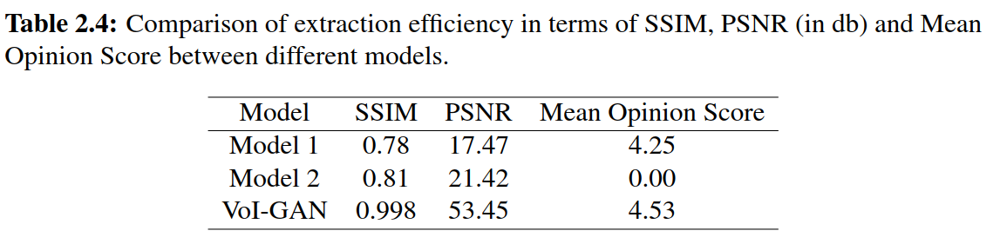 Table 2.4: Comparison of extraction efficiency in terms of SSIM, PSNR (in db) and Mean
Opinion Score between different models.
Model SSIM PSNR Mean Opinion Score
Model 1 0.78 17.47 4.25
Model 2 0.81 21.42 0.00
VoI-GAN 0.998 53.45 4.53